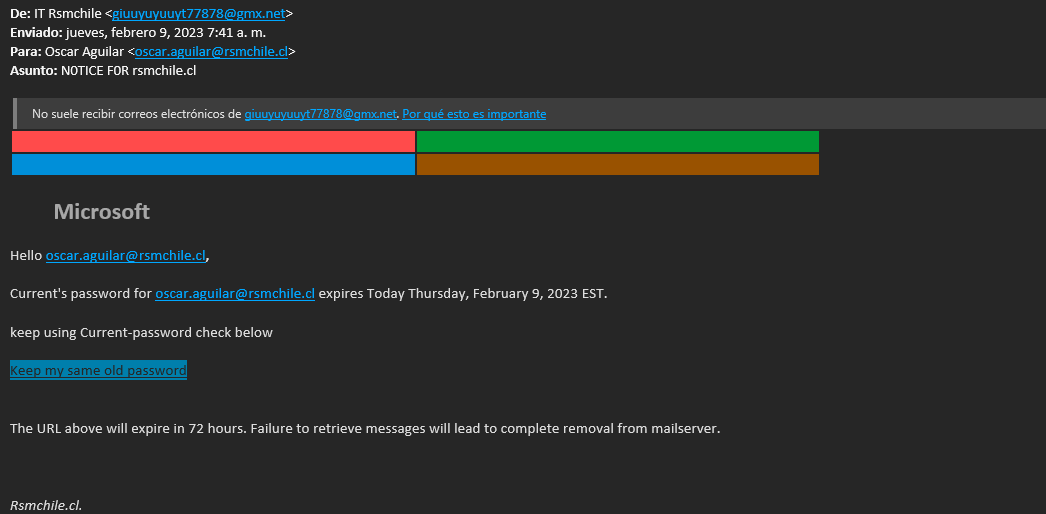 De: IT Rsmchile <giuuyuyuuyt77878@gmx.net>
Enviado: jueves, febrero 9, 2023 7:41 a. m.
Para: Oscar Aguilar <oscar.aguilar@rsmchile.cl>
Asunto: N0TICE F0R rsmchile.cl
No suele recibir correos electrónicos de giuuyuyuuyt77878@gmx.net. Por qué esto es importante
Microsoft
Hello oscar.aguilar@rsmchile.cl,
Current's password for oscar.aguilar@rsmchile.cl expires Today Thursday, February 9, 2023 EST.
keep using Current-password check below
Keep my same old password
The URL above will expire in 72 hours. Failure to retrieve messages will lead to complete removal from mailserver.
Rsmchile.cl.